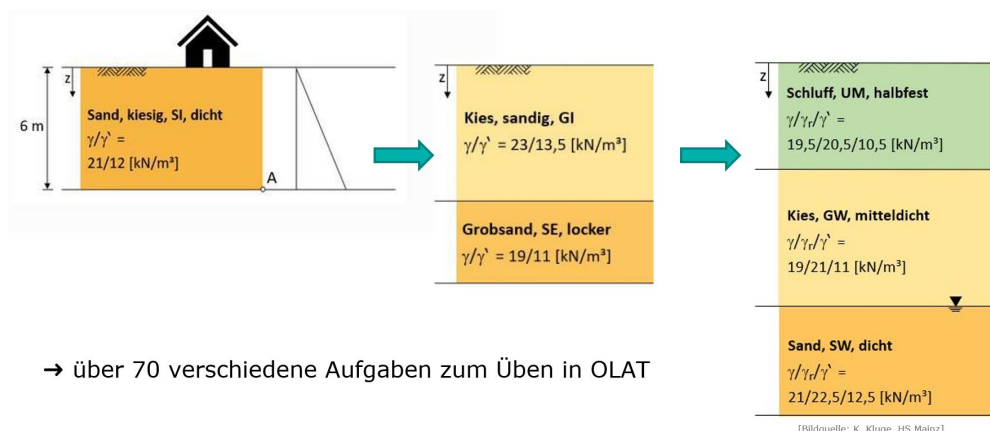 z
6 m
Sand, kiesig, SI, dicht
γ/γ` =
21/12 [kN/m³]
A
z
Kies, sandig, GI
γ/γ` = 23/13,5 [kN/m³]
Grobsand, SE, locker
γ/γ` = 19/11 [kN/m³]
z
Schluff, UM, halbfest
γ/γr/γ` =
19,5/20,5/10,5 [kN/m³]
Kies, GW, mitteldicht
γ/γr/γ` =
19/21/11 [kN/m³]
Sand, SW, dicht
γ/γr/γ` =
21/22,5/12,5 [kN/m³]
→ über 70 verschiedene Aufgaben zum Üben in OLAT
[Bildquelle: K. Kluge, HS Mainz]